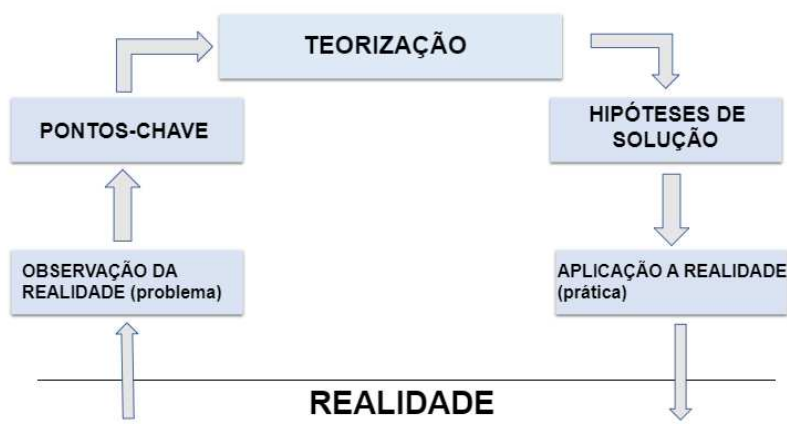 TEORIZAÇÃO
PONTOS-CHAVE
HIPÓTESES DE
SOLUÇÃO
OBSERVAÇÃO DA
REALIDADE (problema)
APLICAÇÃO A REALIDADE
(prática)
REALIDADE